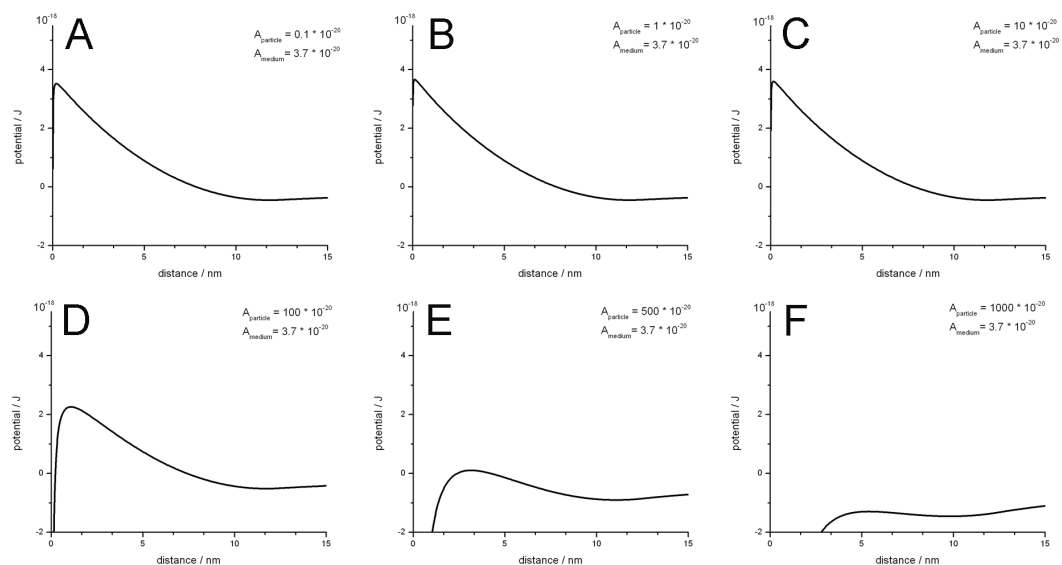 10⁻¹⁸
A
A_particle = 0.1 * 10⁻²⁰
A_medium = 3.7 * 10⁻²⁰
potential / J
4
2
0
-2
0 5 10 15
distance / nm
10⁻¹⁸
B
A_particle = 1 * 10⁻²⁰
A_medium = 3.7 * 10⁻²⁰
potential / J
4
2
0
-2
0 5 10 15
distance / nm
10⁻¹⁸
C
A_particle = 10 * 10⁻²⁰
A_medium = 3.7 * 10⁻²⁰
potential / J
4
2
0
-2
0 5 10 15
distance / nm
10⁻¹⁸
D
A_particle = 100 * 10⁻²⁰
A_medium = 3.7 * 10⁻²⁰
potential / J
4
2
0
-2
0 5 10 15
distance / nm
10⁻¹⁸
E
A_particle = 500 * 10⁻²⁰
A_medium = 3.7 * 10⁻²⁰
potential / J
4
2
0
-2
0 5 10 15
distance / nm
10⁻¹⁸
F
A_particle = 1000 * 10⁻²⁰
A_medium = 3.7 * 10⁻²⁰
potential / J
4
2
0
-2
0 5 10 15
distance / nm